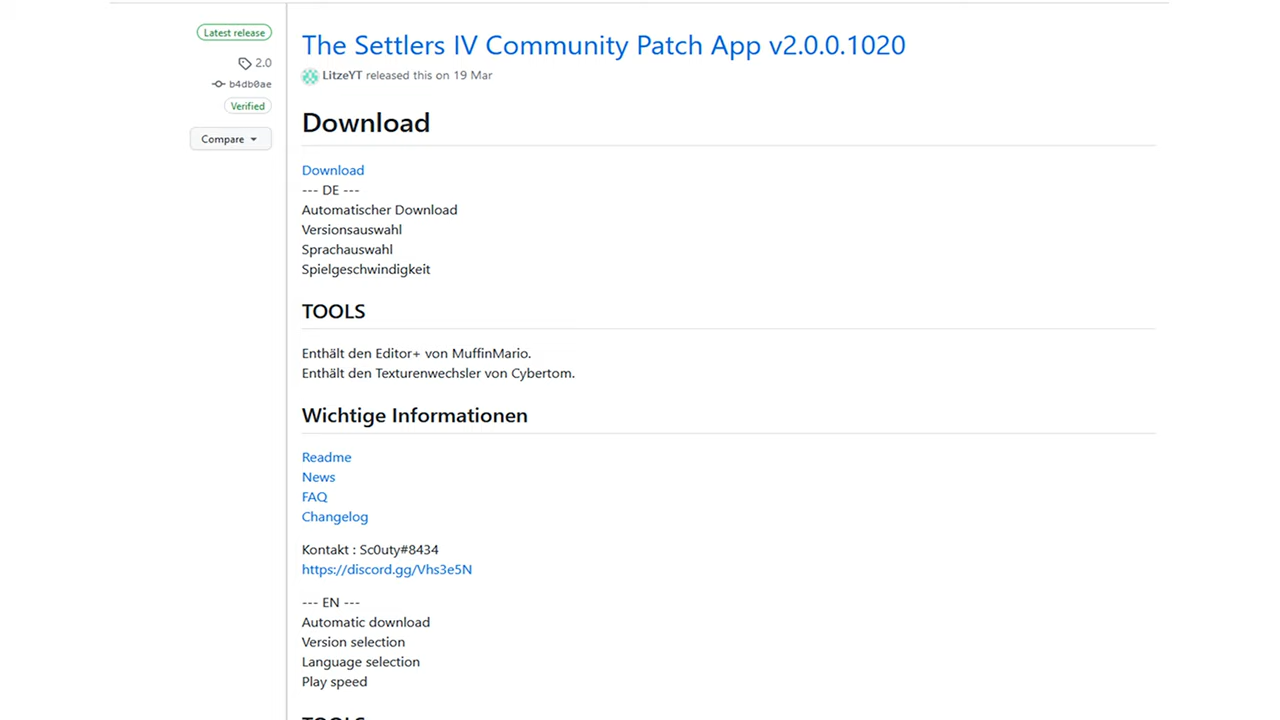 Latest release
2.0
b4db0ae
Verified
Compare
The Settlers IV Community Patch App v2.0.0.1020
LitzeYT released this on 19 Mar
Download
Download
--- DE ---
Automatischer Download
Versionsauswahl
Sprachauswahl
Spielgeschwindigkeit
TOOLS
Enthält den Editor+ von MuffinMario.
Enthält den Texturenwechsler von Cybertom.
Wichtige Informationen
Readme
News
FAQ
Changelog
Kontakt : Sc0uty#8434
https://discord.gg/Vhs3e5N
--- EN ---
Automatic download
Version selection
Language selection
Play speed
TOOLS